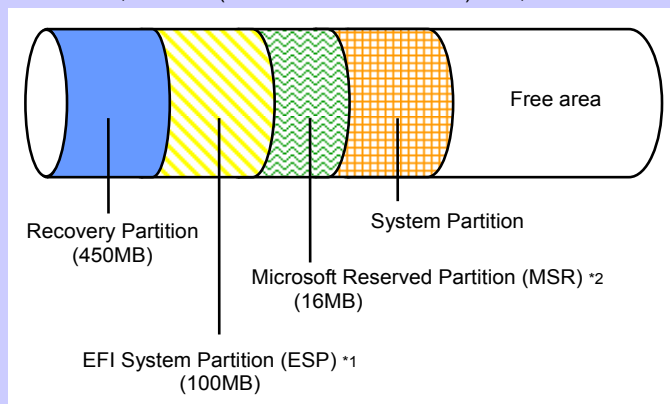 Free area
System Partition
Recovery Partition
(450MB)
Microsoft Reserved Partition (MSR) *2
(16MB)
EFI System Partition (ESP) *1
(100MB)